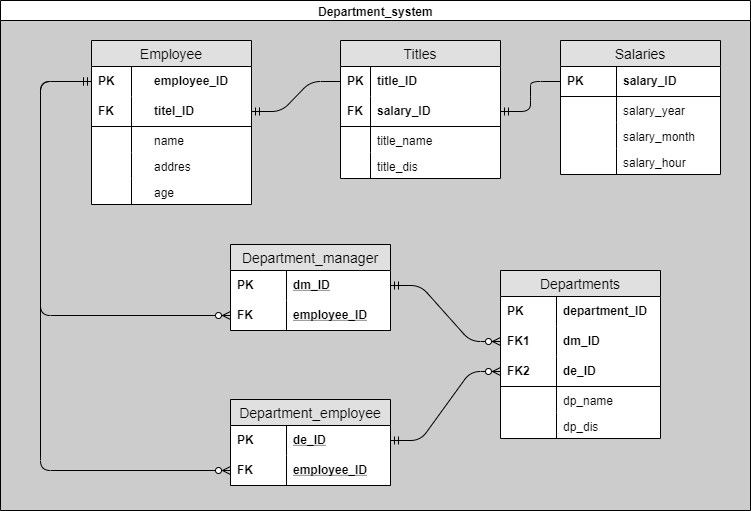 Department_system
Employee
PK employee_ID
FK titel_ID
name
addres
age
Titles
PK title_ID
FK salary_ID
title_name
title_dis
Salaries
PK salary_ID
salary_year
salary_month
salary_hour
Department_manager
PK dm_ID
FK employee_ID
Departments
PK department_ID
FK1 dm_ID
FK2 de_ID
dp_name
dp_dis
Department_employee
PK de_ID
FK employee_ID